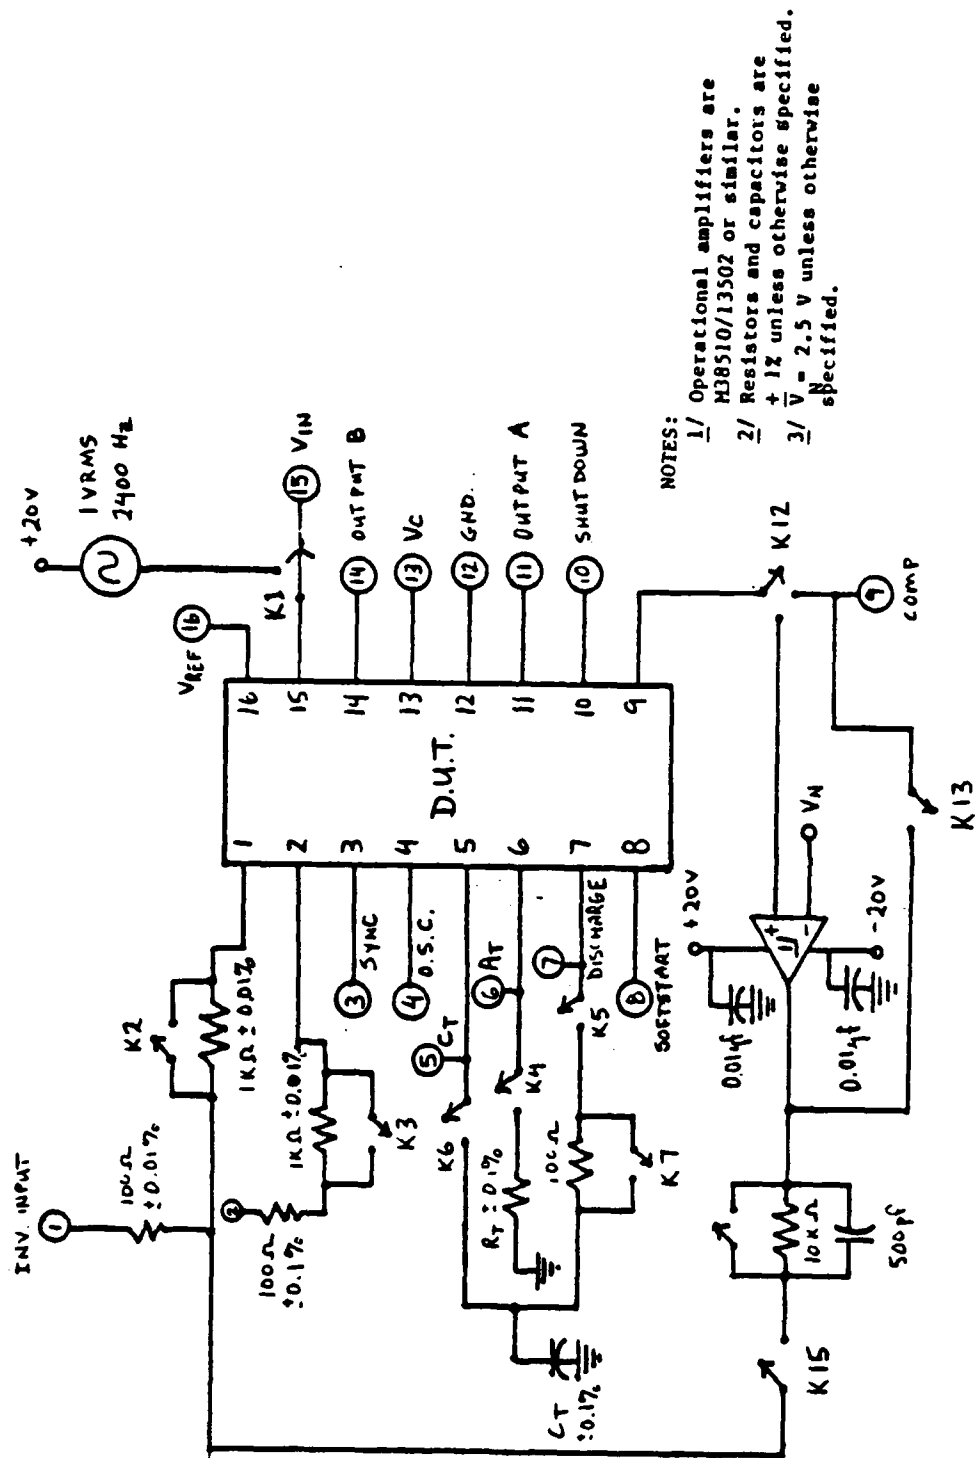 +20V
1 VRMS
2400 Hz
VREF
16
15
VIN
K1
14
OUTPUT B
13
VC
12
GND.
11
OUTPUT A
10
SHUTDOWN
K12
9
COMP
K13
16
15
14
13
12
11
10
9
D.U.T.
1
2
3
4
5
6
7
8
INV. INPUT
1
100Ω
±0.01%
K2
1KΩ ± 0.01%
2
100Ω
±0.1%
1KΩ ±0.01%
K3
3
SYNC
4
O.S.C.
5
CT
K6
6
K4
RT ± 0.1%
7
DISCHARGE
K5
10Ω
K7
8
SOFTSTART
CT
±0.1%
+20V
0.01µf
1/
+
-
VN
-20V
0.01µf
10KΩ
500pf
K15
NOTES:
1/ Operational amplifiers are
M38510/13502 or similar.
2/ Resistors and capacitors are
± 1% unless otherwise specified.
3/ VN = 2.5 V unless otherwise
specified.